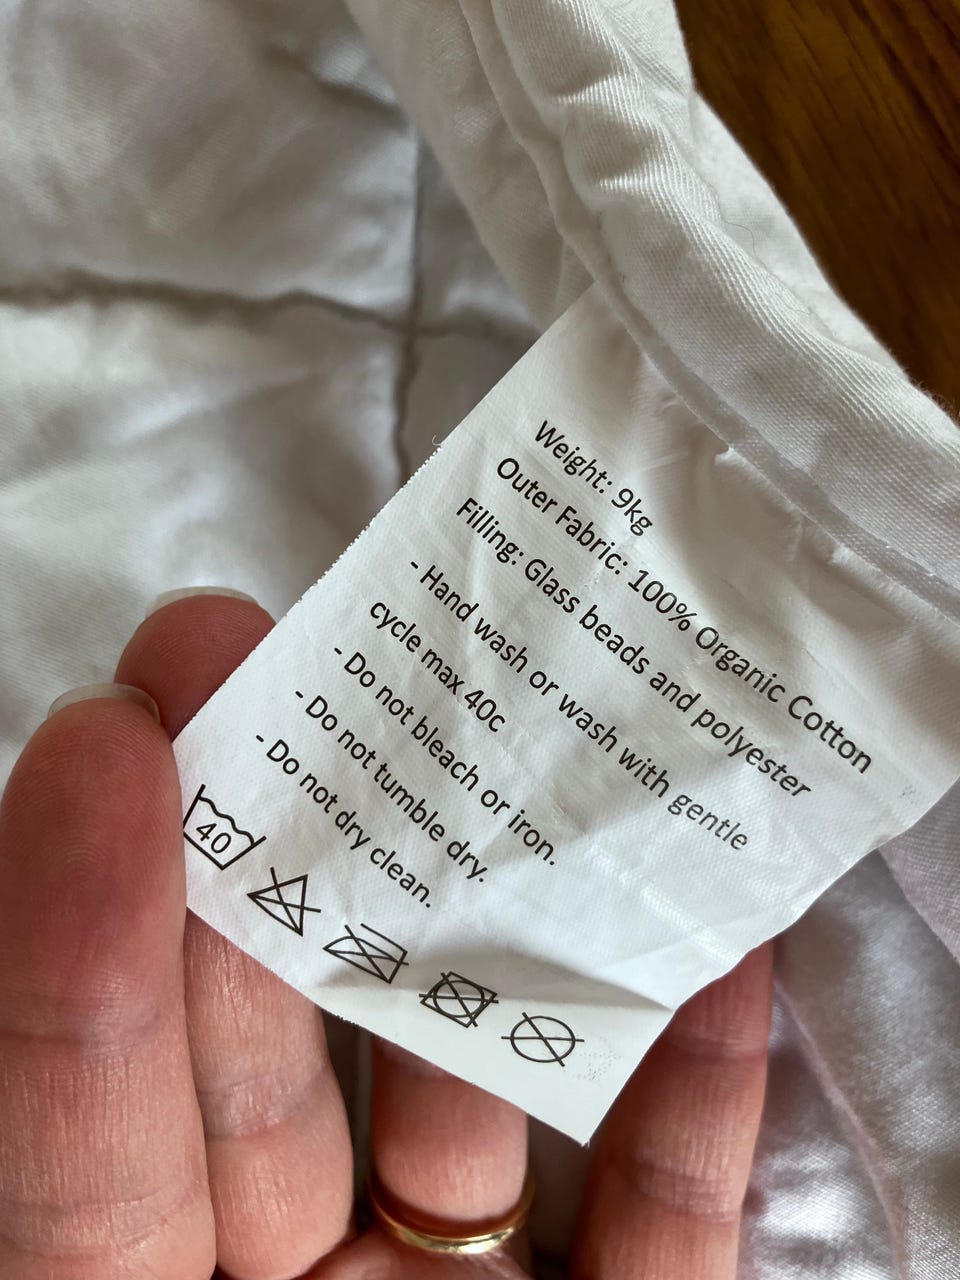 Weight: 9kg
Outer Fabric: 100% Organic Cotton
Filling: Glass beads and polyester
- Hand wash or wash with gentle
cycle max 40c
- Do not bleach or iron.
- Do not tumble dry.
- Do not dry clean.
40